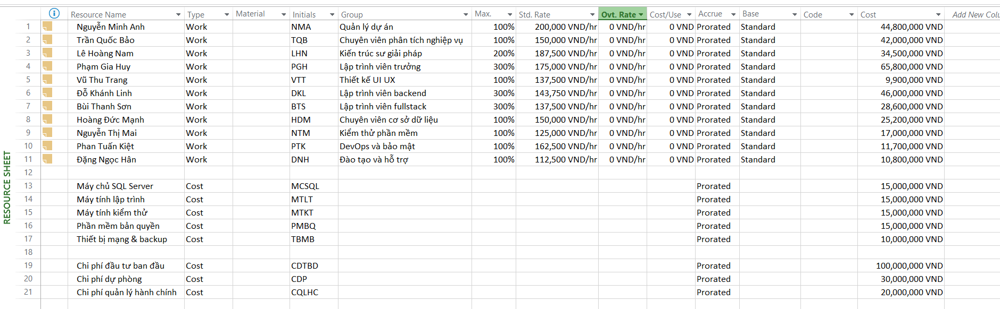 Resource Name Type Material Initials Group Max. Std. Rate Ovt. Rate Cost/Use Accrue Base Code Cost Add New Colu
1 Nguyễn Minh Anh Work NMA Quản lý dự án 100% 200,000 VND/hr 0 VND/hr 0 VND Prorated Standard 44,800,000 VND
2 Trần Quốc Bảo Work TQB Chuyên viên phân tích nghiệp vụ 100% 150,000 VND/hr 0 VND/hr 0 VND Prorated Standard 42,000,000 VND
3 Lê Hoàng Nam Work LHN Kiến trúc sư giải pháp 200% 187,500 VND/hr 0 VND/hr 0 VND Prorated Standard 34,500,000 VND
4 Phạm Gia Huy Work PGH Lập trình viên trưởng 300% 175,000 VND/hr 0 VND/hr 0 VND Prorated Standard 65,800,000 VND
5 Vũ Thu Trang Work VTT Thiết kế UI UX 100% 137,500 VND/hr 0 VND/hr 0 VND Prorated Standard 9,900,000 VND
6 Đỗ Khánh Linh Work DKL Lập trình viên backend 300% 143,750 VND/hr 0 VND/hr 0 VND Prorated Standard 46,000,000 VND
7 Bùi Thanh Sơn Work BTS Lập trình viên fullstack 300% 137,500 VND/hr 0 VND/hr 0 VND Prorated Standard 28,600,000 VND
8 Hoàng Đức Mạnh Work HDM Chuyên viên cơ sở dữ liệu 100% 150,000 VND/hr 0 VND/hr 0 VND Prorated Standard 25,200,000 VND
9 Nguyễn Thị Mai Work NTM Kiểm thử phần mềm 100% 125,000 VND/hr 0 VND/hr 0 VND Prorated Standard 17,000,000 VND
10 Phan Tuấn Kiệt Work PTK DevOps và bảo mật 100% 162,500 VND/hr 0 VND/hr 0 VND Prorated Standard 11,700,000 VND
11 Đặng Ngọc Hân Work DNH Đào tạo và hỗ trợ 100% 112,500 VND/hr 0 VND/hr 0 VND Prorated Standard 10,800,000 VND
12
13 Máy chủ SQL Server Cost MCSQL Prorated 15,000,000 VND
14 Máy tính lập trình Cost MTLT Prorated 15,000,000 VND
15 Máy tính kiểm thử Cost MTKT Prorated 15,000,000 VND
16 Phần mềm bản quyền Cost PMBQ Prorated 15,000,000 VND
17 Thiết bị mạng & backup Cost TBMB Prorated 10,000,000 VND
18
19 Chi phí đầu tư ban đầu Cost CDTBD Prorated 100,000,000 VND
20 Chi phí dự phòng Cost CDP Prorated 30,000,000 VND
21 Chi phí quản lý hành chính Cost CQLHC Prorated 20,000,000 VND
RESOURCE SHEET